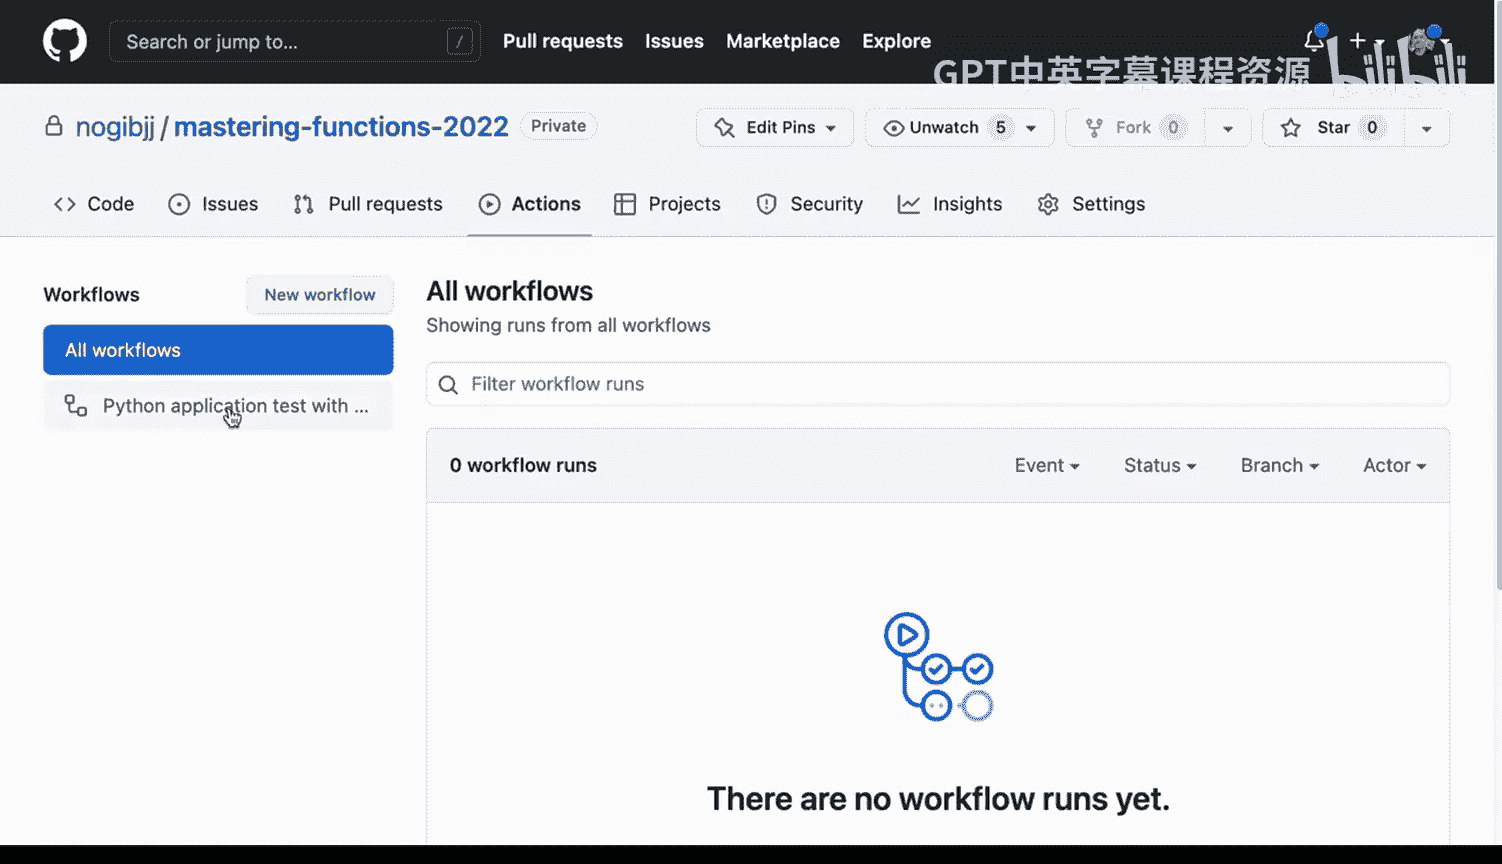 Search or jump to... / Pull requests Issues Marketplace Explore
GPT中英字幕课程资源 bilibili
nogibjj / mastering-functions-2022 Private Edit Pins Unwatch 5 Fork 0 Star 0
Code Issues Pull requests Actions Projects Security Insights Settings
Workflows New workflow
All workflows
Python application test with ...
All workflows
Showing runs from all workflows
Filter workflow runs
0 workflow runs Event Status Branch Actor
There are no workflow runs yet.